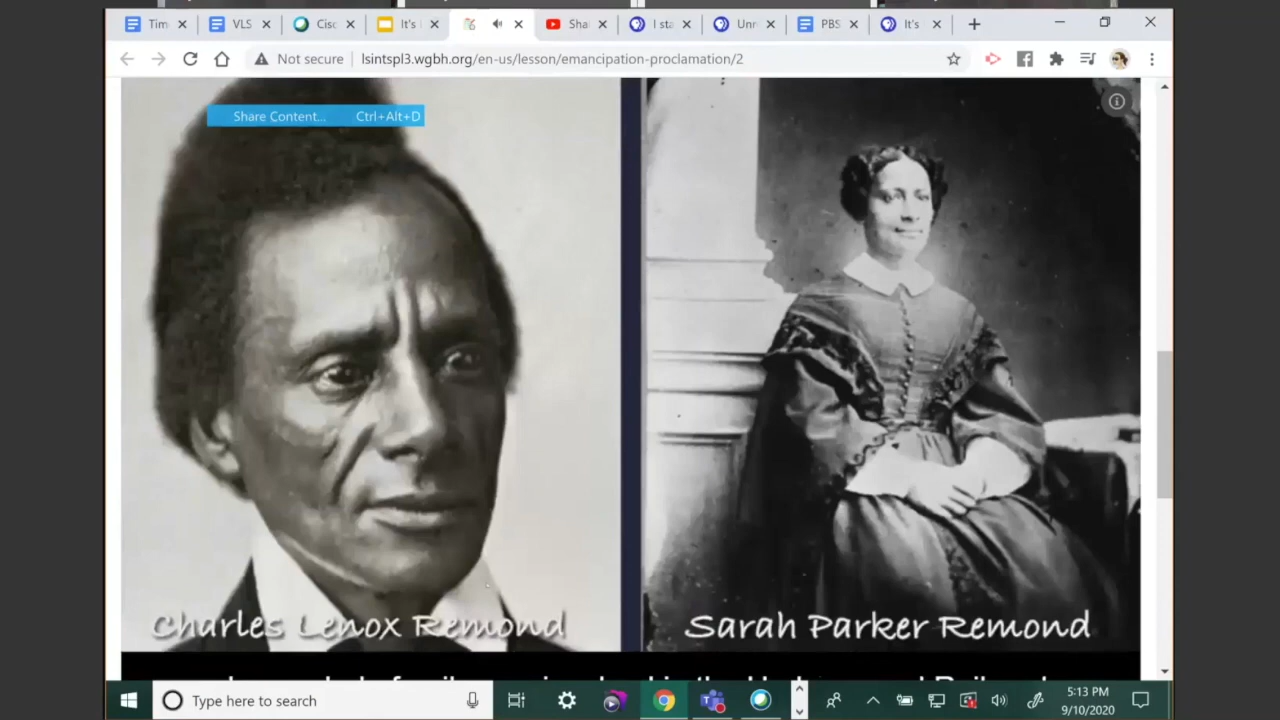 Tim
VLS
Cisc
It's
Sha
I sta
Unr
PBS
It's
Not secure
lsintspl3.wgbh.org/en-us/lesson/emancipation-proclamation/2
Share Content... Ctrl+Alt+D
Charles Lenox Remond
Sarah Parker Remond
Type here to search
5:13 PM
9/10/2020